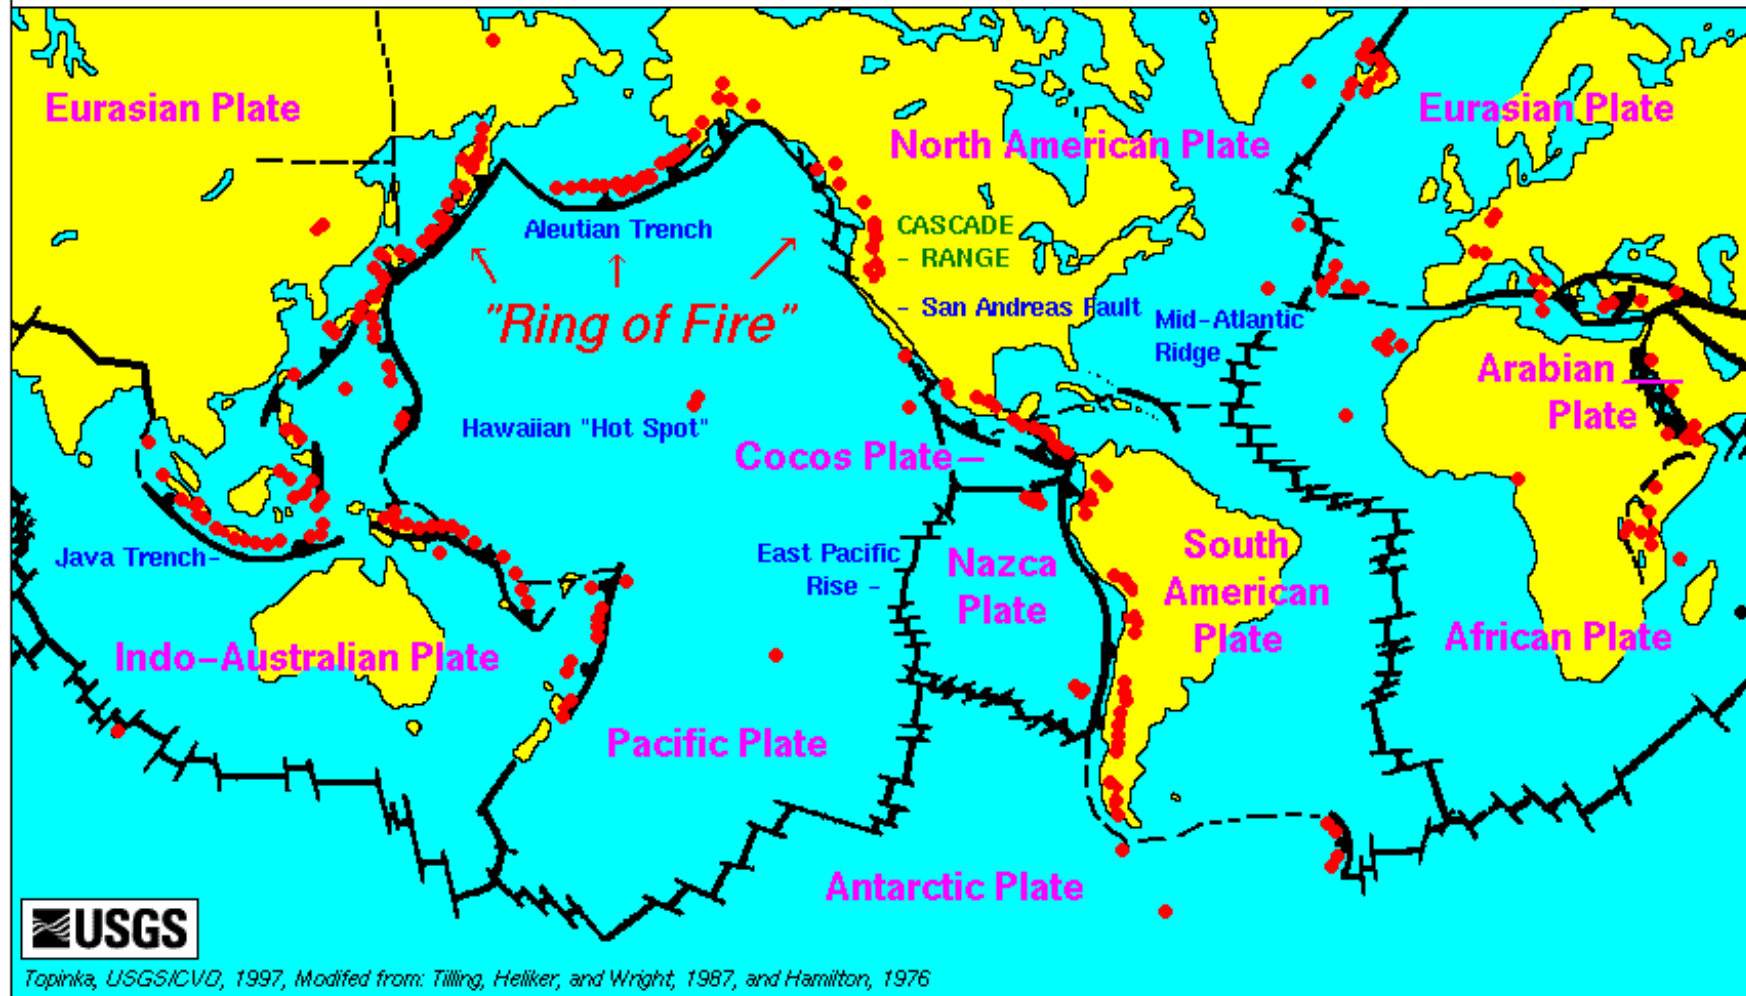 Eurasian Plate
Eurasian Plate
North American Plate
Aleutian Trench
CASCADE
- RANGE
"Ring of Fire"
- San Andreas Fault
Mid-Atlantic
Ridge
Arabian
Plate
Hawaiian "Hot Spot"
Cocos Plate
Java Trench-
East Pacific
Rise -
Nazca
Plate
South
American
Plate
Indo-Australian Plate
African Plate
Pacific Plate
Antarctic Plate
USGS
Topinka, USGS/CVO, 1997, Modifed from: Tilling, Heliker, and Wright, 1987, and Hamilton, 1976